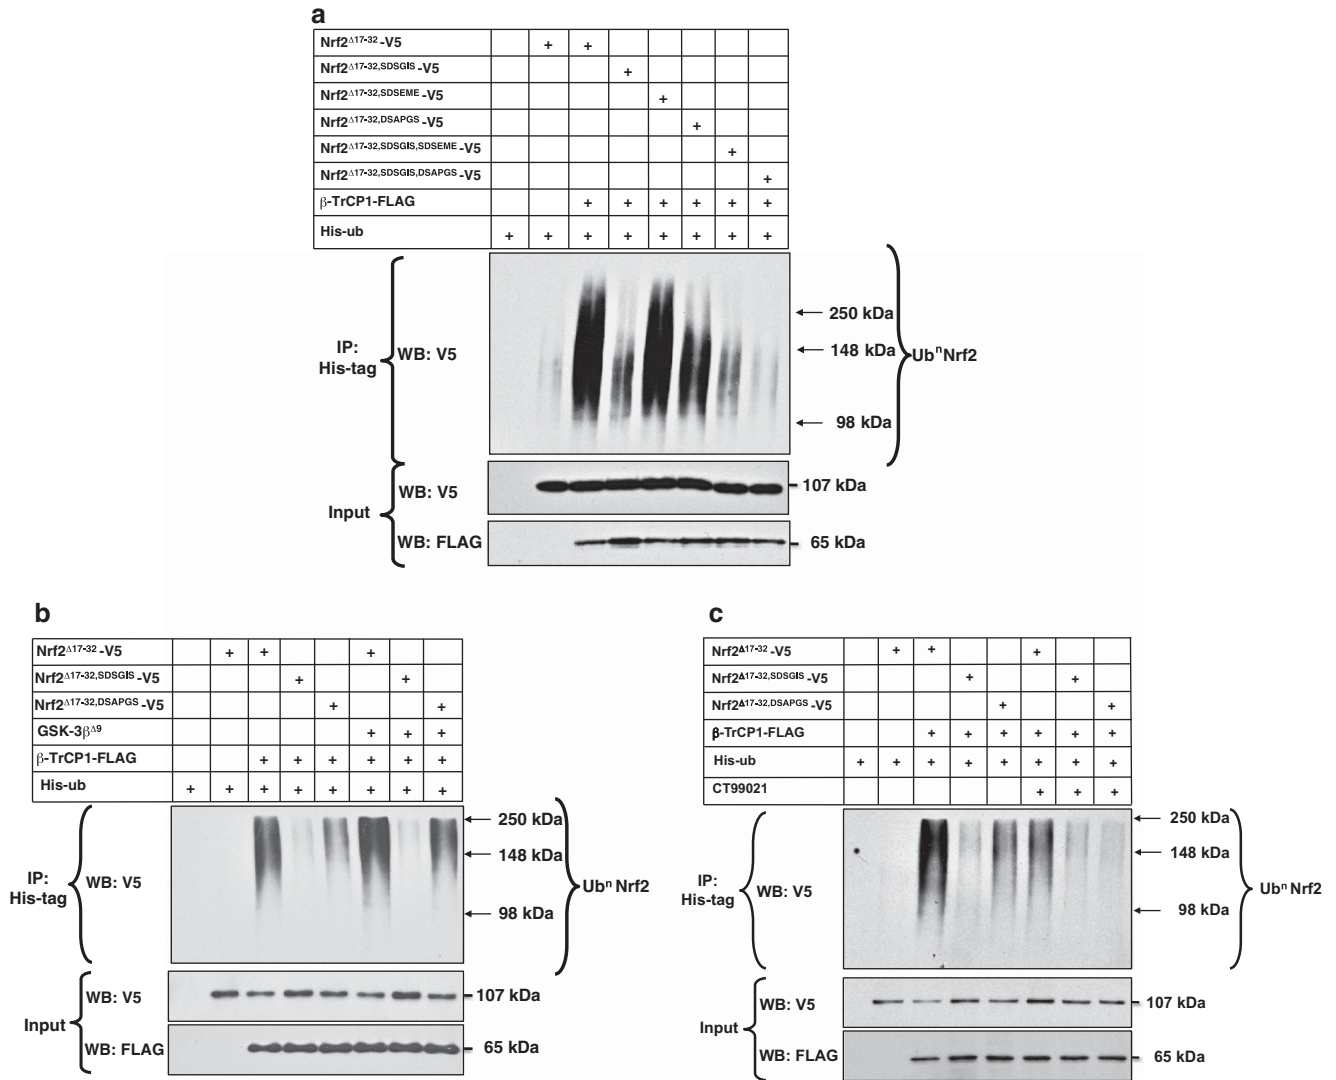 a
Nrf2Δ17-32-V5 + +
Nrf2Δ17-32,SDSGIS-V5 +
Nrf2Δ17-32,SDSEME-V5 +
Nrf2Δ17-32,DSAPGS-V5 +
Nrf2Δ17-32,SDSGIS,SDSEME-V5 +
Nrf2Δ17-32,SDSGIS,DSAPGS-V5 +
β-TrCP1-FLAG + + + + + +
His-ub + + + + + + + +
IP: His-tag
WB: V5
250 kDa
148 kDa
98 kDa
UbⁿNrf2
Input
WB: V5
107 kDa
WB: FLAG
65 kDa
b
Nrf2Δ17-32-V5 + + +
Nrf2Δ17-32,SDSGIS-V5 + +
Nrf2Δ17-32,DSAPGS-V5 + +
GSK-3βΔ9 + + +
β-TrCP1-FLAG + + + + + +
His-ub + + + + + + + +
IP: His-tag
WB: V5
250 kDa
148 kDa
98 kDa
Ubⁿ Nrf2
Input
WB: V5
107 kDa
WB: FLAG
65 kDa
c
Nrf2Δ17-32-V5 + + +
Nrf2Δ17-32,SDSGIS-V5 + +
Nrf2Δ17-32,DSAPGS-V5 + +
β-TrCP1-FLAG + + + + + +
His-ub + + + + + + + +
CT99021 + + +
IP: His-tag
WB: V5
250 kDa
148 kDa
98 kDa
Ubⁿ Nrf2
Input
WB: V5
107 kDa
WB: FLAG
65 kDa